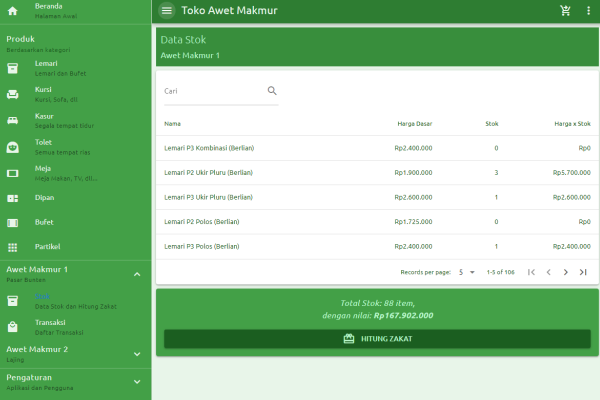 Beranda
Halaman Awal
Produk
Berdasarkan kategori
Lemari
Lemari dan Bufet
Kursi
Kursi, Sofa, dll
Kasur
Segala tempat tidur
Tolet
Semua tempat rias
Meja
Meja Makan, TV, dll...
Dipan
Bufet
Partikel
Awet Makmur 1
Pasar Bunten
Stok
Data Stok dan Hitung Zakat
Transaksi
Daftar Transaksi
Awet Makmur 2
Lajing
Pengaturan
Aplikasi dan Pengguna
Toko Awet Makmur
Data Stok
Awet Makmur 1
Cari
Nama Harga Dasar Stok Harga x Stok
Lemari P3 Kombinasi (Berlian) Rp2.400.000 0 Rp0
Lemari P2 Ukir Pluru (Berlian) Rp1.900.000 3 Rp5.700.000
Lemari P3 Ukir Pluru (Berlian) Rp2.600.000 1 Rp2.600.000
Lemari P2 Polos (Berlian) Rp1.725.000 0 Rp0
Lemari P3 Polos (Berlian) Rp2.400.000 1 Rp2.400.000
Records per page: 5 1-5 of 106
Total Stok: 88 item,
dengan nilai: Rp167.902.000
HITUNG ZAKAT